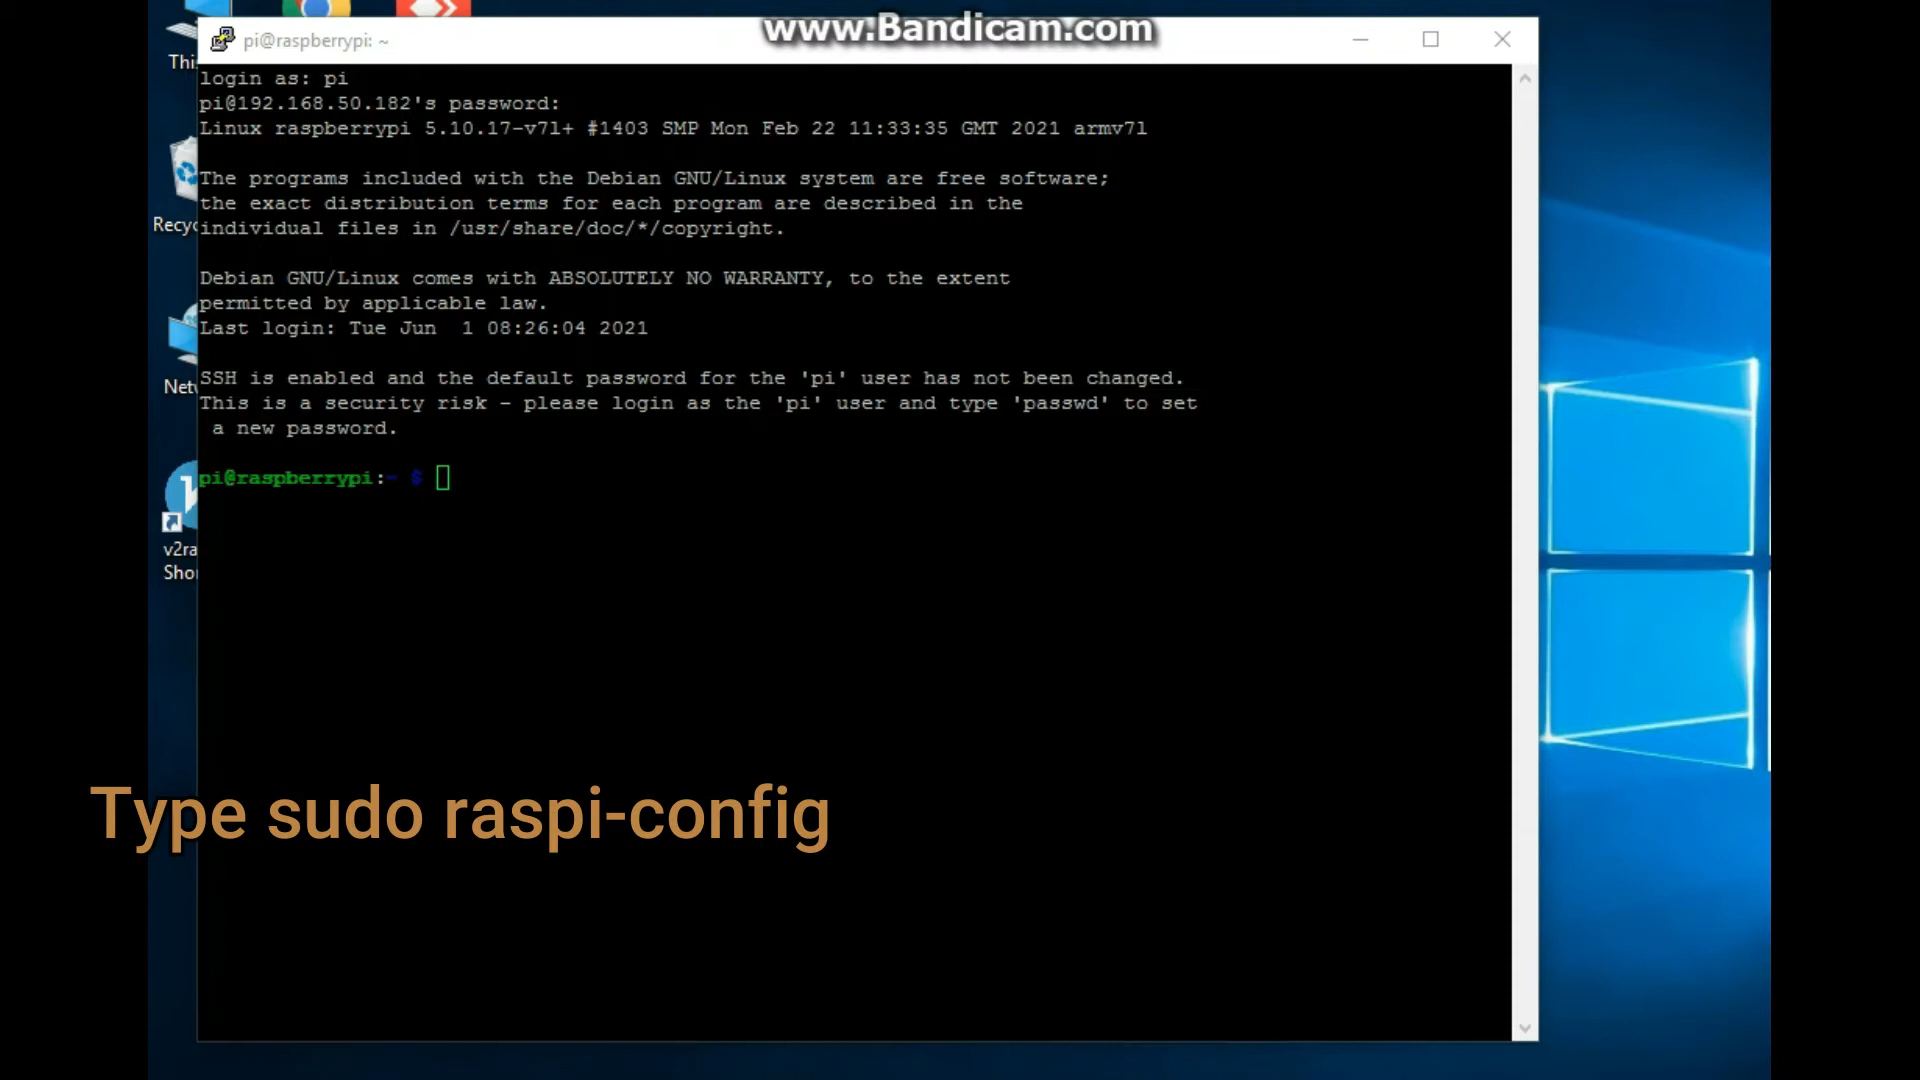 www.Bandicam.com
pi@raspberrypi: ~
login as: pi
pi@192.168.50.182's password:
Linux raspberrypi 5.10.17-v7l+ #1403 SMP Mon Feb 22 11:33:35 GMT 2021 armv7l
The programs included with the Debian GNU/Linux system are free software;
the exact distribution terms for each program are described in the
individual files in /usr/share/doc/*/copyright.
Debian GNU/Linux comes with ABSOLUTELY NO WARRANTY, to the extent
permitted by applicable law.
Last login: Tue Jun  1 08:26:04 2021
SSH is enabled and the default password for the 'pi' user has not been changed.
This is a security risk - please login as the 'pi' user and type 'passwd' to set
a new password.
pi@raspberrypi:~ $
Thi
Recyc
Net
v2ra
Shor
Type sudo raspi-config